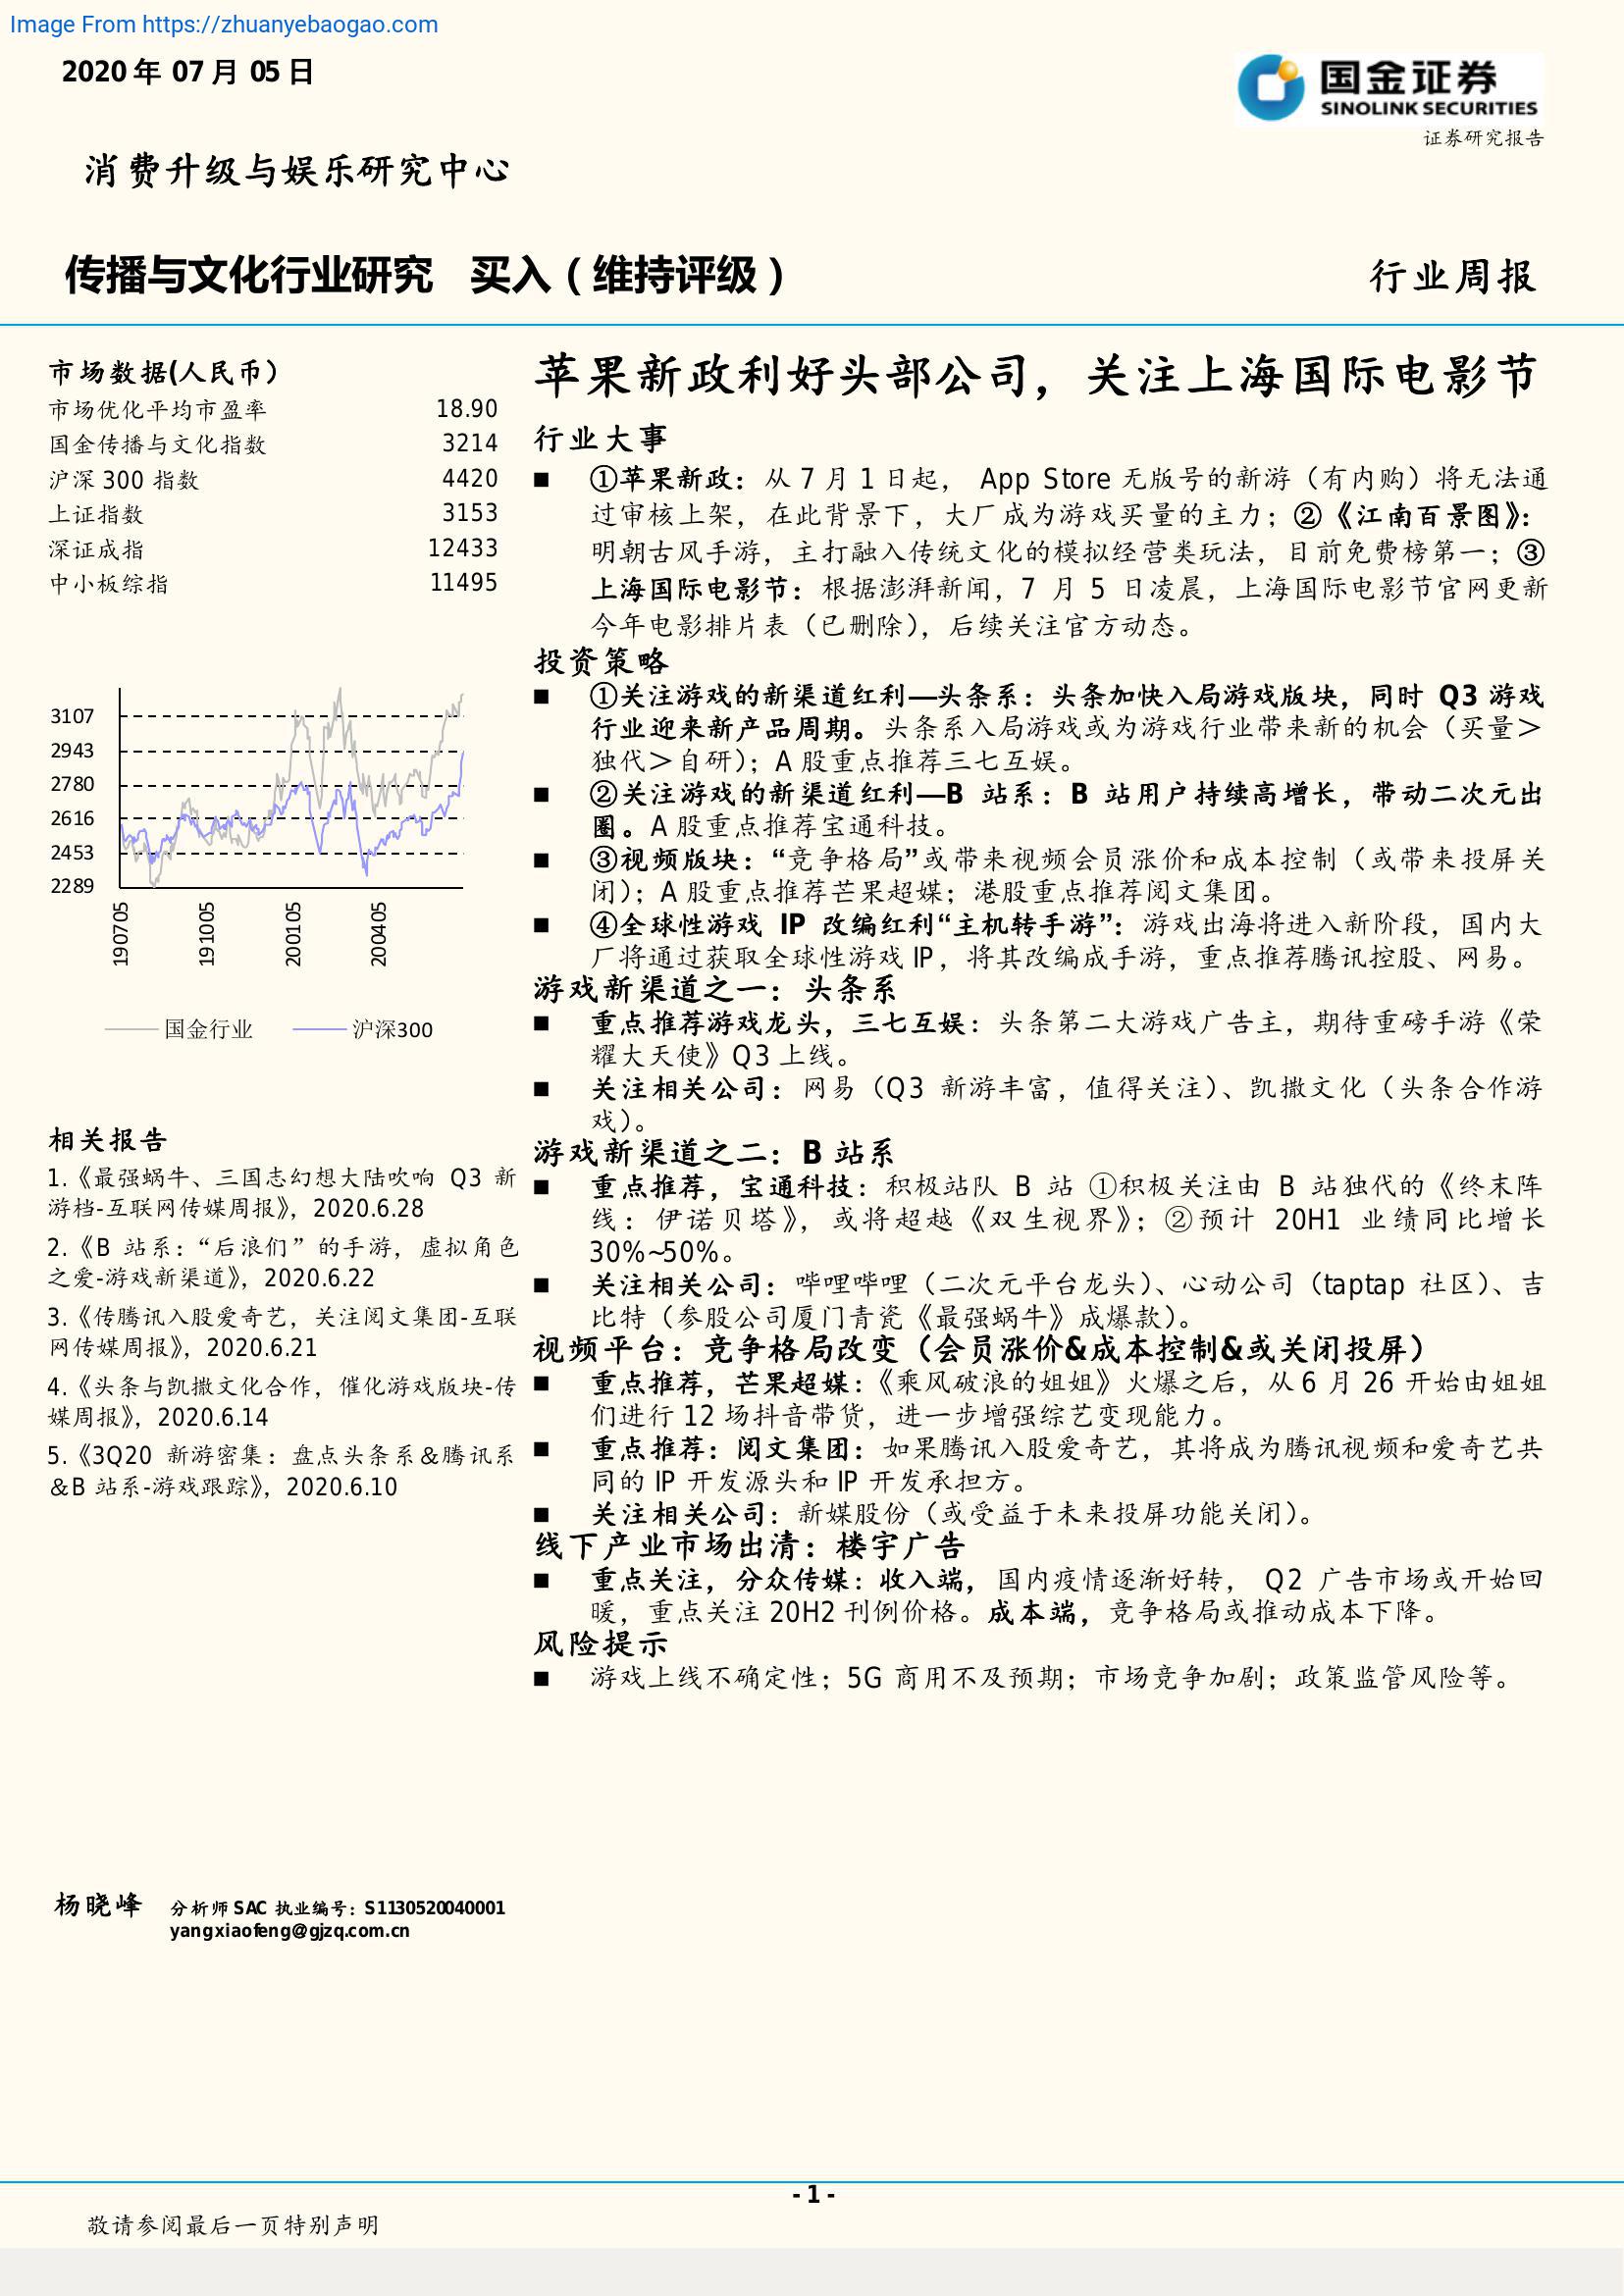 Image From https://zhuanyebaogao.com
2020 年 07 月 05 日
国金证券
SINOLINK SECURITIES
证券研究报告
消费升级与娱乐研究中心
传播与文化行业研究 买入（维持评级）
行业周报
市场数据(人民币）
市场优化平均市盈率 18.90
国金传播与文化指数 3214
沪深 300 指数 4420
上证指数 3153
深证成指 12433
中小板综指 11495
3107
2943
2780
2616
2453
2289
190705
191005
200105
200405
国金行业 沪深300
相关报告
1.《最强蜗牛、三国志幻想大陆吹响 Q3 新
游档-互联网传媒周报》，2020.6.28
2.《B 站系：“后浪们”的手游，虚拟角色
之爱-游戏新渠道》，2020.6.22
3.《传腾讯入股爱奇艺，关注阅文集团-互联
网传媒周报》，2020.6.21
4.《头条与凯撒文化合作，催化游戏版块-传
媒周报》，2020.6.14
5.《3Q20 新游密集：盘点头条系＆腾讯系
＆B 站系-游戏跟踪》，2020.6.10
杨晓峰 分析师 SAC 执业编号：S1130520040001
yangxiaofeng@gjzq.com.cn
苹果新政利好头部公司，关注上海国际电影节
行业大事
■ ①苹果新政：从 7 月 1 日起， App Store 无版号的新游（有内购）将无法通
过审核上架，在此背景下，大厂成为游戏买量的主力；②《江南百景图》：
明朝古风手游，主打融入传统文化的模拟经营类玩法，目前免费榜第一；③
上海国际电影节：根据澎湃新闻，7 月 5 日凌晨，上海国际电影节官网更新
今年电影排片表（已删除），后续关注官方动态。
投资策略
■ ①关注游戏的新渠道红利—头条系：头条加快入局游戏版块，同时 Q3 游戏
行业迎来新产品周期。头条系入局游戏或为游戏行业带来新的机会（买量＞
独代＞自研）；A 股重点推荐三七互娱。
■ ②关注游戏的新渠道红利—B 站系：B 站用户持续高增长，带动二次元出
圈。A 股重点推荐宝通科技。
■ ③视频版块：“竞争格局”或带来视频会员涨价和成本控制（或带来投屏关
闭）；A 股重点推荐芒果超媒；港股重点推荐阅文集团。
■ ④全球性游戏 IP 改编红利“主机转手游”：游戏出海将进入新阶段，国内大
厂将通过获取全球性游戏 IP，将其改编成手游，重点推荐腾讯控股、网易。
游戏新渠道之一：头条系
■ 重点推荐游戏龙头，三七互娱：头条第二大游戏广告主，期待重磅手游《荣
耀大天使》Q3 上线。
■ 关注相关公司：网易（Q3 新游丰富，值得关注）、凯撒文化（头条合作游
戏）。
游戏新渠道之二：B 站系
■ 重点推荐，宝通科技：积极站队 B 站 ①积极关注由 B 站独代的《终末阵
线：伊诺贝塔》，或将超越《双生视界》；②预计 20H1 业绩同比增长
30%~50%。
■ 关注相关公司：哔哩哔哩（二次元平台龙头）、心动公司（taptap 社区）、吉
比特（参股公司厦门青瓷《最强蜗牛》成爆款）。
视频平台：竞争格局改变（会员涨价&成本控制&或关闭投屏）
■ 重点推荐，芒果超媒：《乘风破浪的姐姐》火爆之后，从 6 月 26 开始由姐姐
们进行 12 场抖音带货，进一步增强综艺变现能力。
■ 重点推荐：阅文集团：如果腾讯入股爱奇艺，其将成为腾讯视频和爱奇艺共
同的 IP 开发源头和 IP 开发承担方。
■ 关注相关公司：新媒股份（或受益于未来投屏功能关闭）。
线下产业市场出清：楼宇广告
■ 重点关注，分众传媒：收入端，国内疫情逐渐好转， Q2 广告市场或开始回
暖，重点关注 20H2 刊例价格。成本端，竞争格局或推动成本下降。
风险提示
■ 游戏上线不确定性；5G 商用不及预期；市场竞争加剧；政策监管风险等。
- 1 -
敬请参阅最后一页特别声明